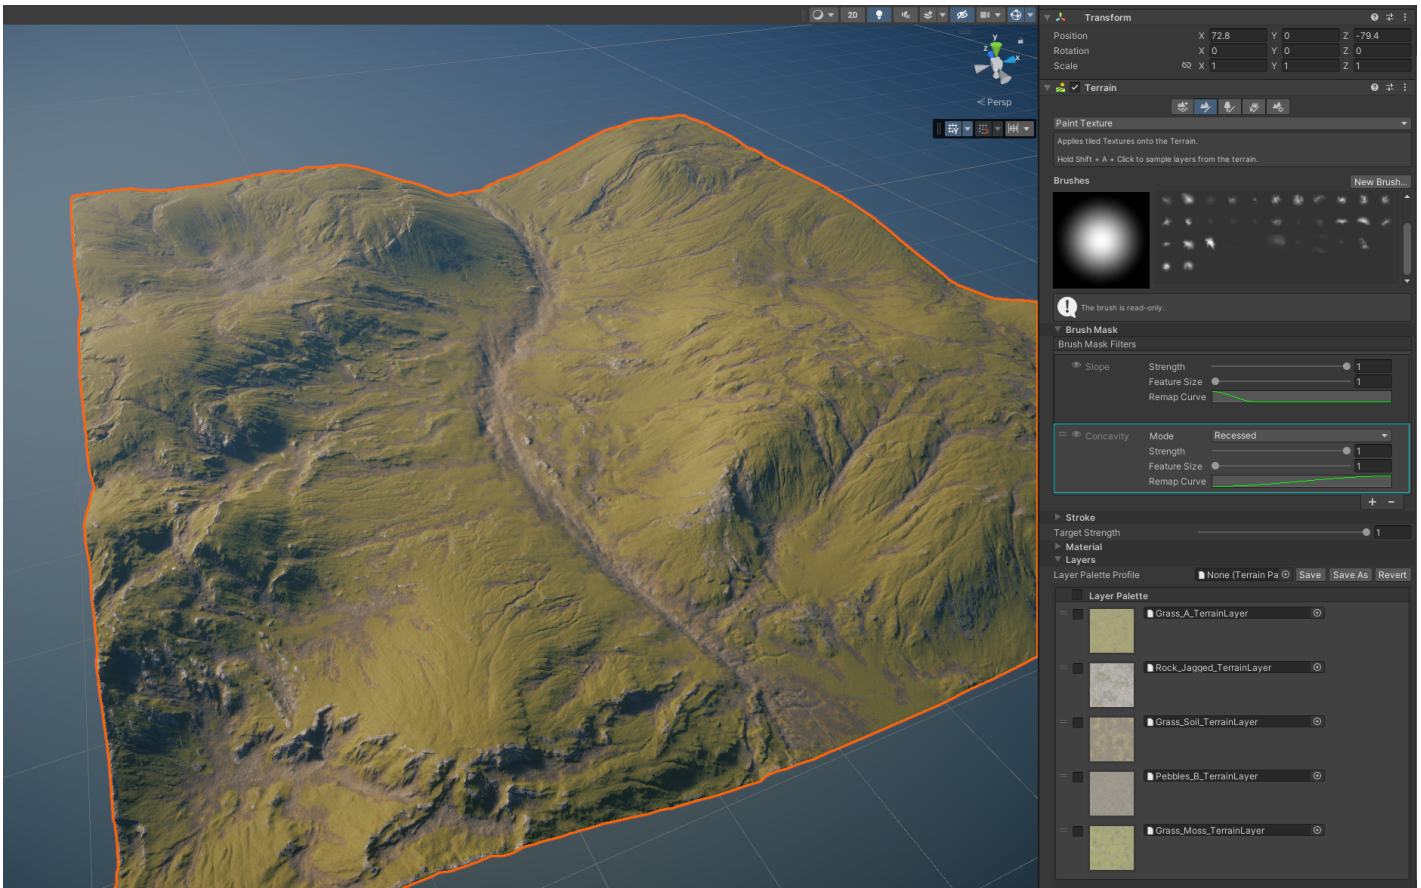 2D
y
z
x
< Persp
Transform
Position X 72.8 Y 0 Z -79.4
Rotation X 0 Y 0 Z 0
Scale X 1 Y 1 Z 1
Terrain
Paint Texture
Applies tiled Textures onto the Terrain.
Hold Shift + A + Click to sample layers from the terrain.
Brushes
New Brush...
The brush is read-only.
Brush Mask
Brush Mask Filters
Slope Strength 1
Feature Size 1
Remap Curve
Concavity Mode Recessed
Strength 1
Feature Size 1
Remap Curve
+ -
Stroke
Target Strength 1
Material
Layers
Layer Palette Profile None (Terrain Pa Save Save As Revert
Layer Palette
Grass_A_TerrainLayer
Rock_Jagged_TerrainLayer
Grass_Soil_TerrainLayer
Pebbles_B_TerrainLayer
Grass_Moss_TerrainLayer